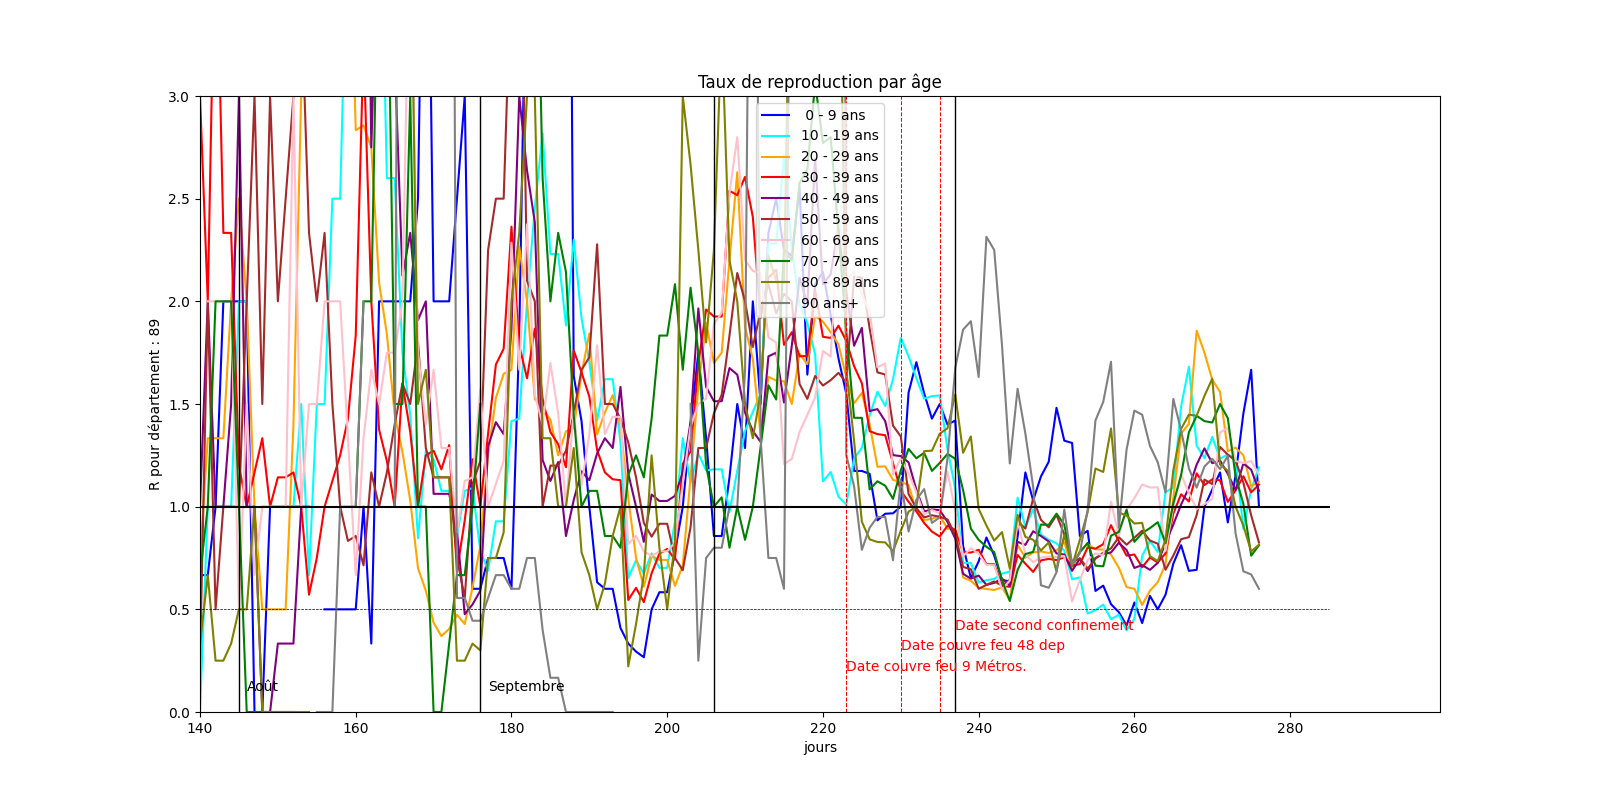 Taux de reproduction par âge
R pour département : 89
3.0
2.5
2.0
1.5
1.0
0.5
0.0
0 - 9 ans
10 - 19 ans
20 - 29 ans
30 - 39 ans
40 - 49 ans
50 - 59 ans
60 - 69 ans
70 - 79 ans
80 - 89 ans
90 ans+
Date second confinement
Date couvre feu 48 dep
Date couvre feu 9 Métros.
Août
Septembre
140 160 180 200 220 240 260 280
jours